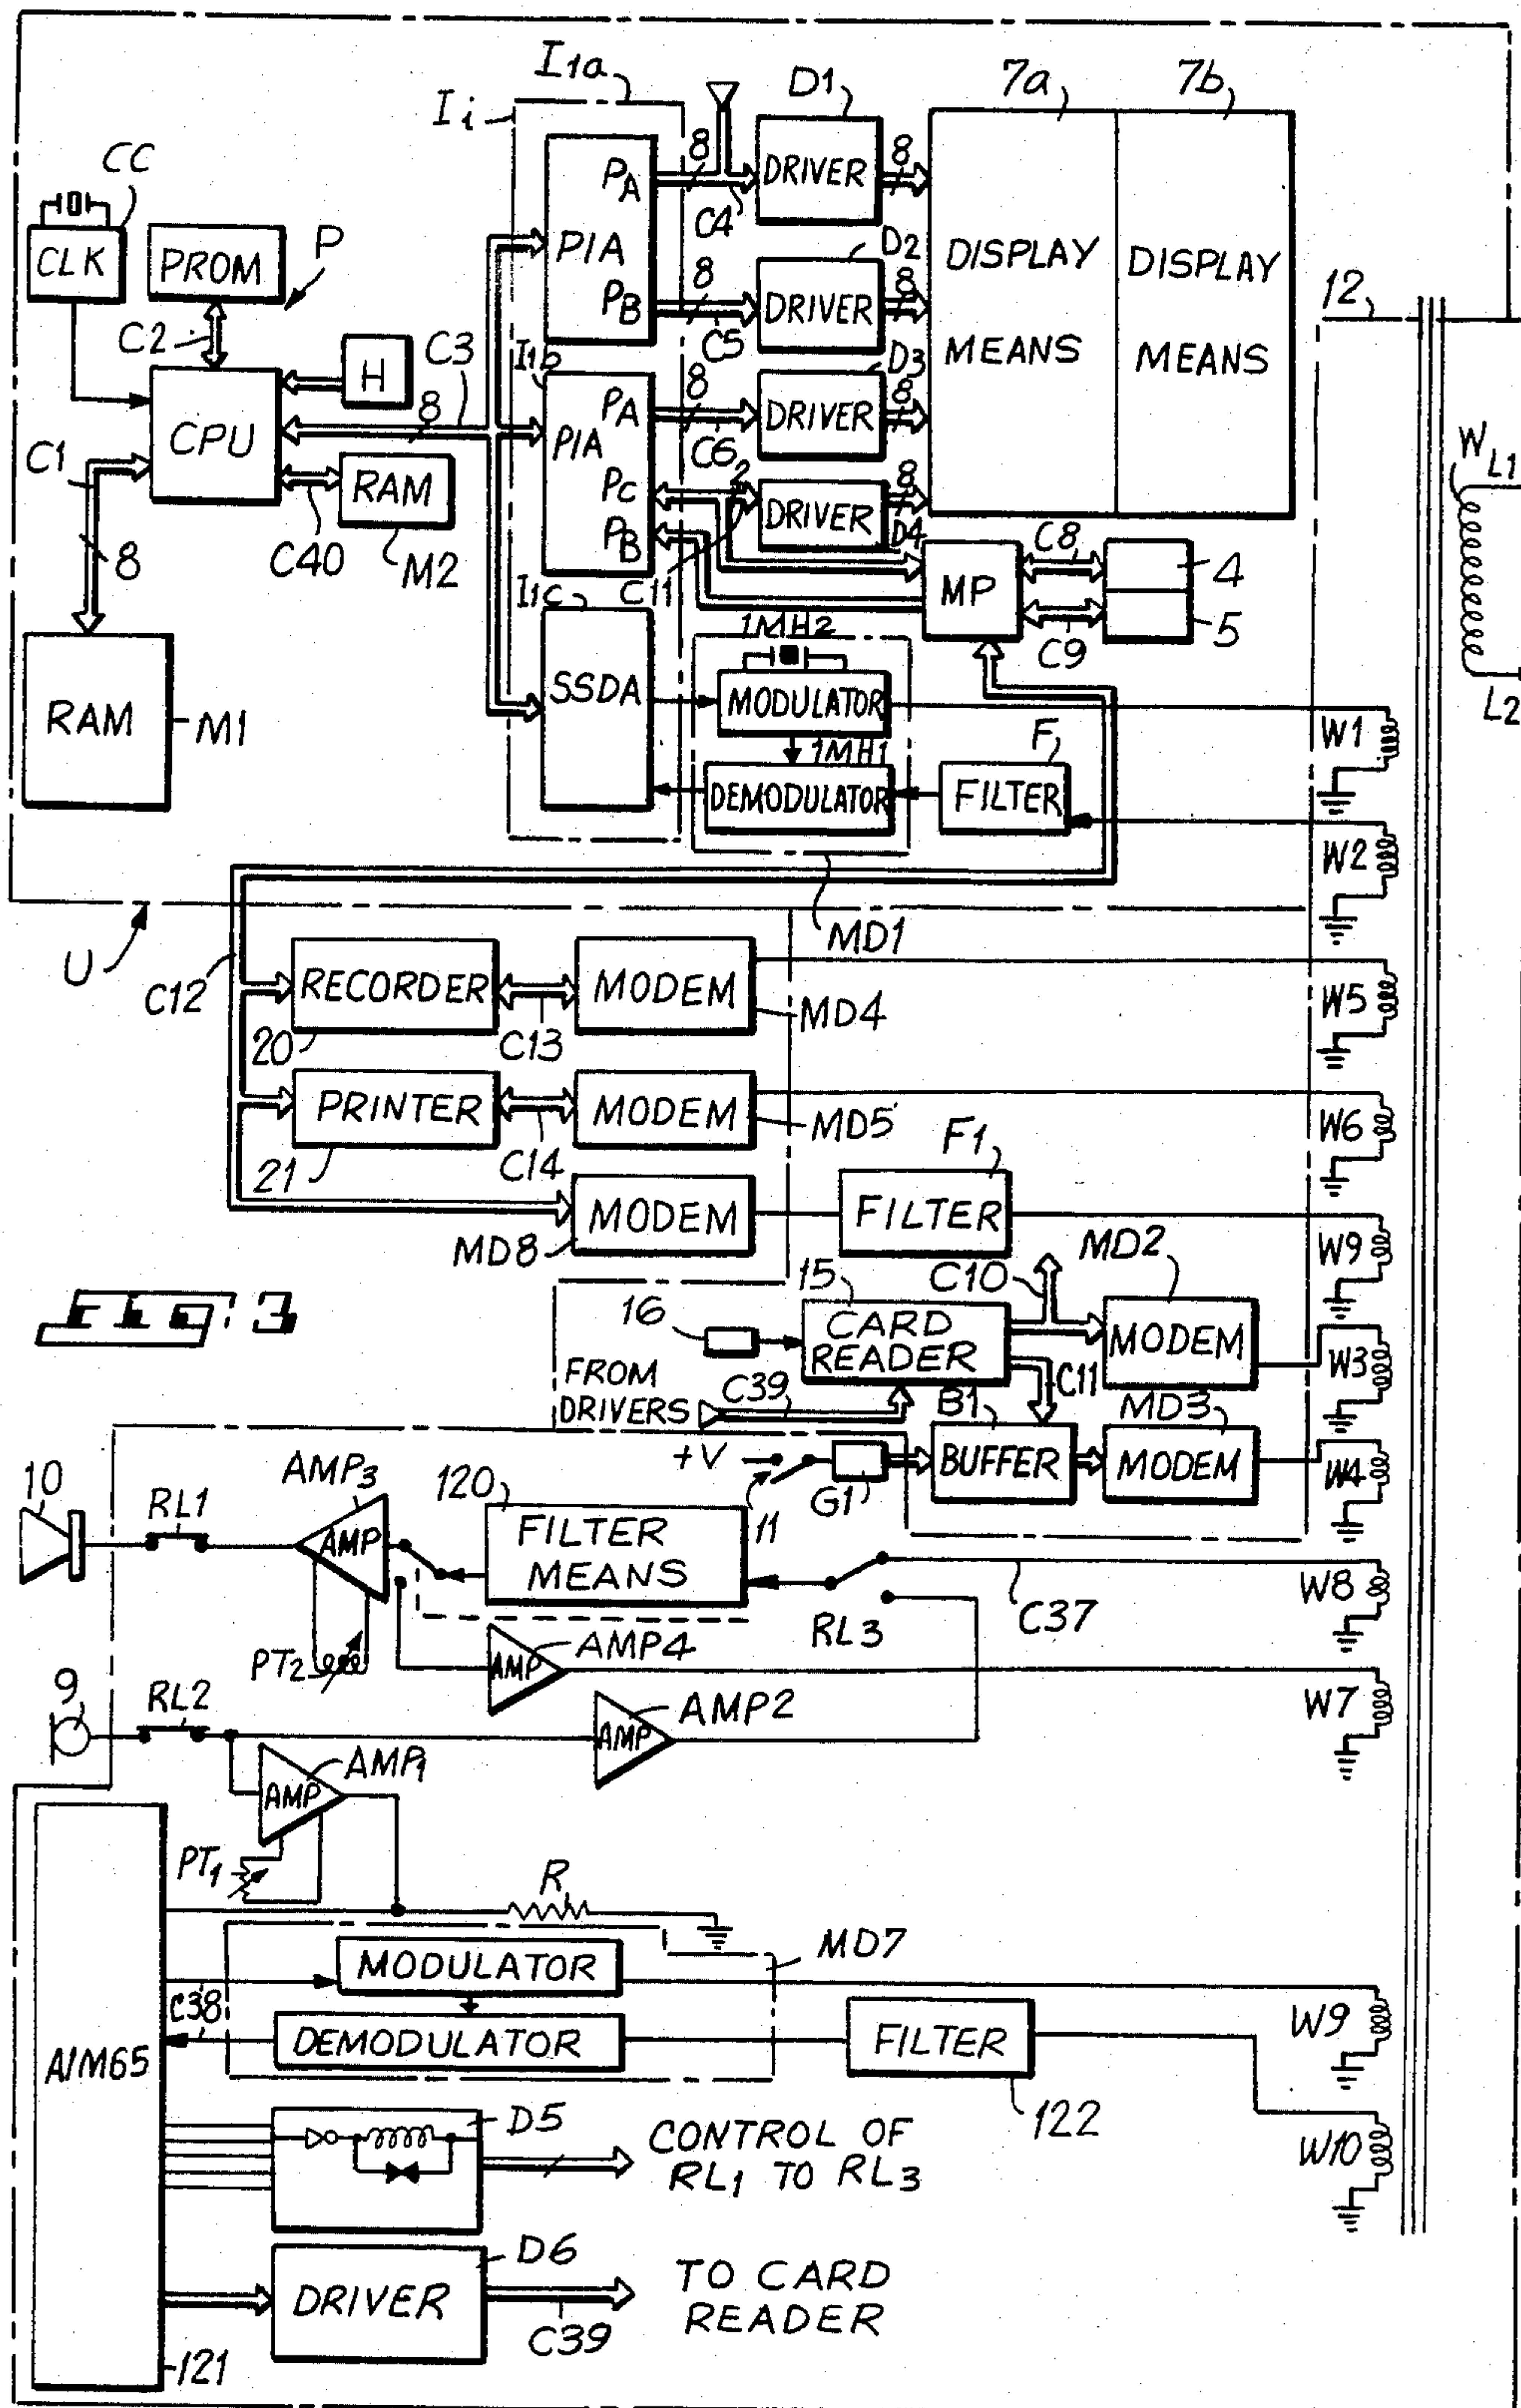 I1a
Ii
D1
7a
7b
CC
CLK
PROM
P
C2
PA
PIA
PB
8
C4
DRIVER
8
D2
8
C5
DRIVER
8
DISPLAY
MEANS
DISPLAY
MEANS
12
H
C3
8
CPU
C1
8
RAM
C40
M2
I1b
PA
PIA
PC
PB
8
C6
D3
DRIVER
8
2
DRIVER
8
D4
C11
MP
C8
C9
4
5
WL1
L2
RAM
M1
I1c
SSDA
1MH2
MODULATOR
1MH1
DEMODULATOR
F
FILTER
W1
W2
MD1
U
C12
RECORDER
20
C13
MODEM
MD4
W5
PRINTER
21
C14
MODEM
MD5
W6
MODEM
MD8
F1
FILTER
W9
FIG. 3
16
15
CARD
READER
C10
MD2
MODEM
W3
FROM
DRIVERS
C39
C11
B1
BUFFER
MD3
MODEM
W4
+V
G1
11
10
RL1
AMP3
AMP
120
FILTER
MEANS
RL3
C37
W8
PT2
AMP
AMP4
W7
9
RL2
AMP
AMP2
AMP
AMP1
PT1
R
MODULATOR
MD7
C38
DEMODULATOR
FILTER
122
W9
W10
AIM65
D5
CONTROL OF
RL1 TO RL3
D6
DRIVER
C39
TO CARD
READER
121